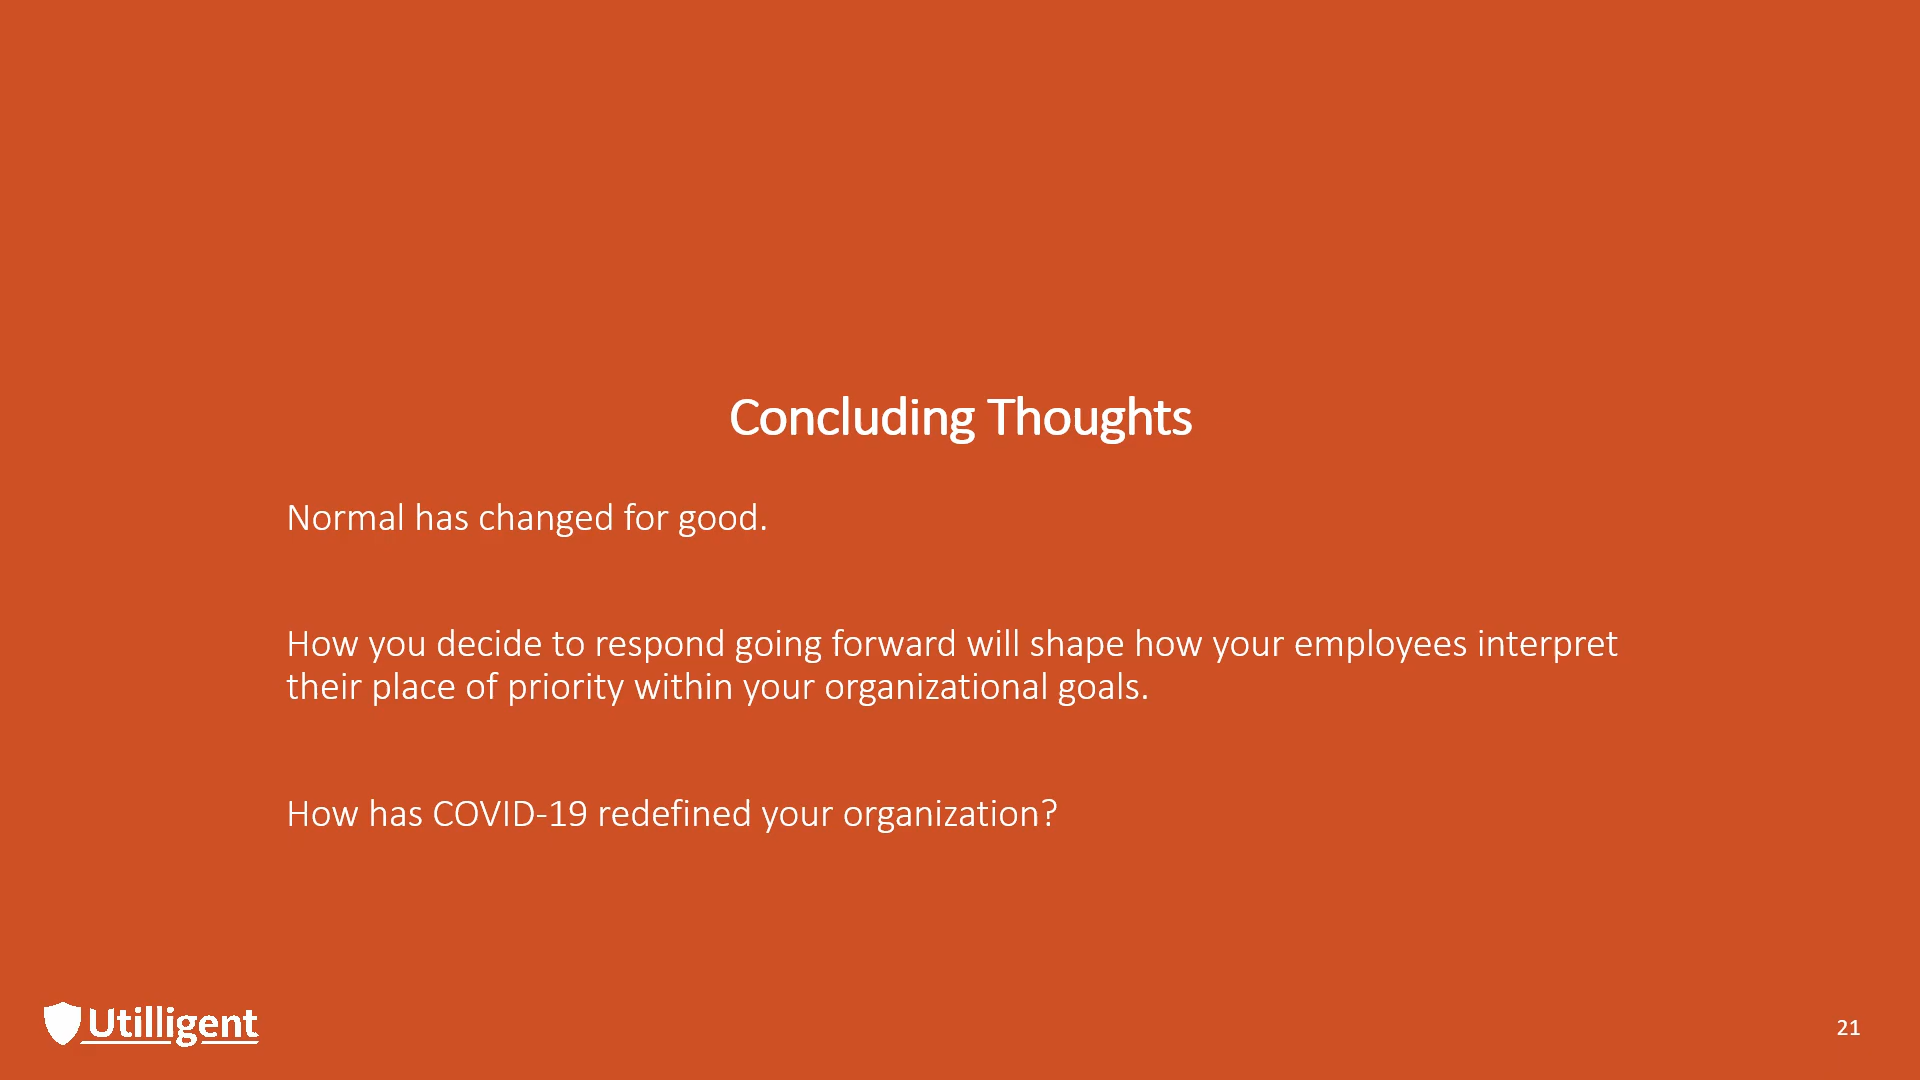 Concluding Thoughts
Normal has changed for good.
How you decide to respond going forward will shape how your employees interpret
their place of priority within your organizational goals.
How has COVID-19 redefined your organization?
Utilligent
21